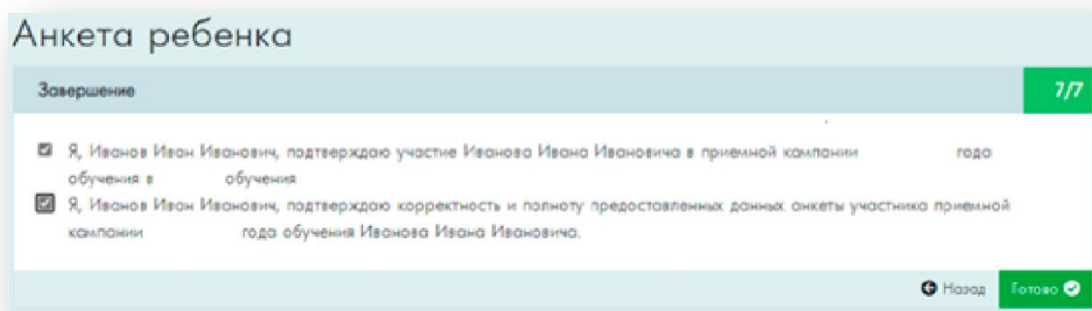 Анкета ребенка
Завершение 7/7
Я, Иванов Иван Иванович, подтверждаю участие Иванова Ивана Ивановича в приемной кампании года
обучения в обучения
Я, Иванов Иван Иванович, подтверждаю корректность и полноту предоставленных данных анкеты участника приемной
кампании года обучения Иванова Ивана Ивановича.
Назад Готово